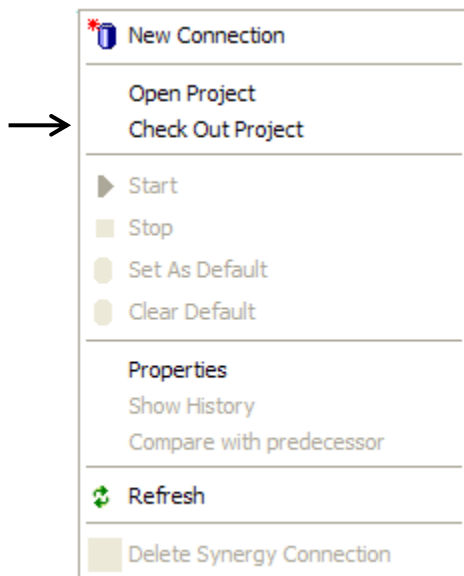 New Connection
Open Project
Check Out Project
Start
Stop
Set As Default
Clear Default
Properties
Show History
Compare with predecessor
Refresh
Delete Synergy Connection